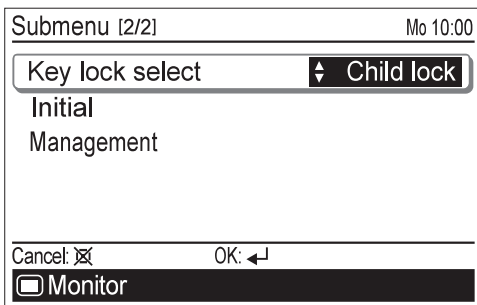 Submenu [2/2] Mo 10:00
Key lock select Child lock
Initial
Management
Cancel: OK:
Monitor